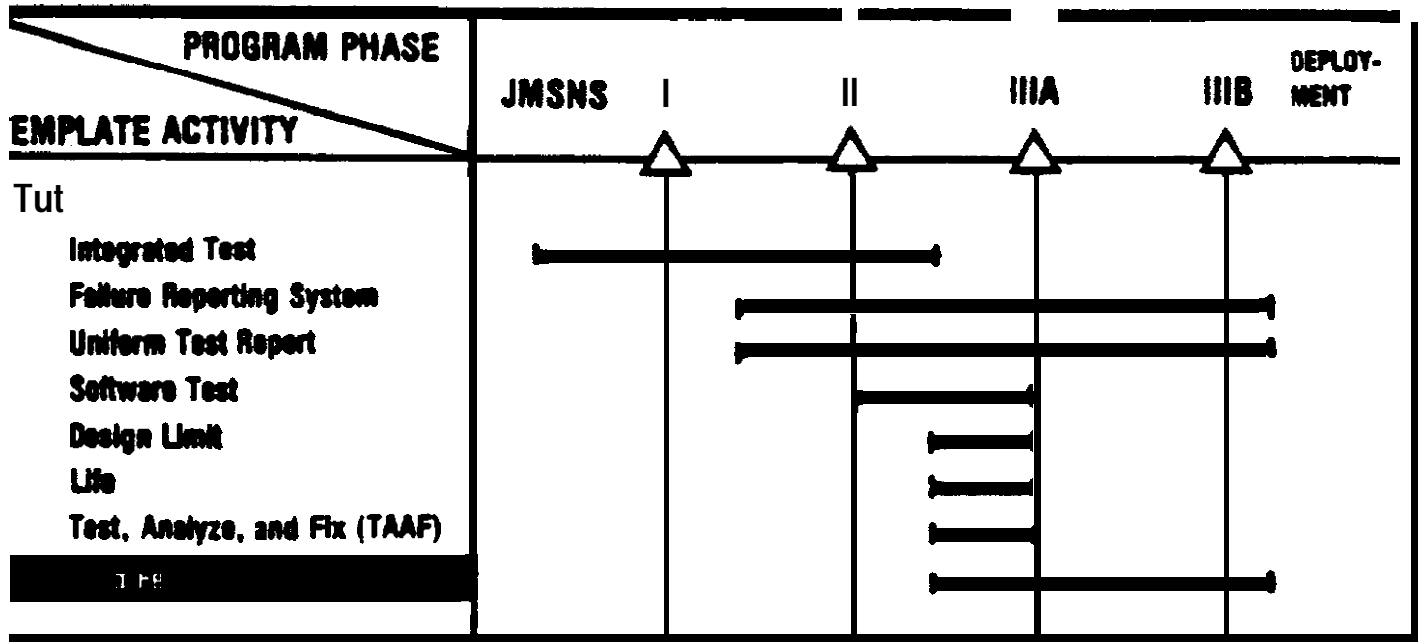 PROGRAM PHASE
EMPLATE ACTIVITY
JMSNS I II IIIA IIIB DEPLOY-
MENT
Tut
Integrated Test
Failure Reporting System
Uniform Test Report
Software Test
Design Limit
Life
Test, Analyze, and Fix (TAAF)